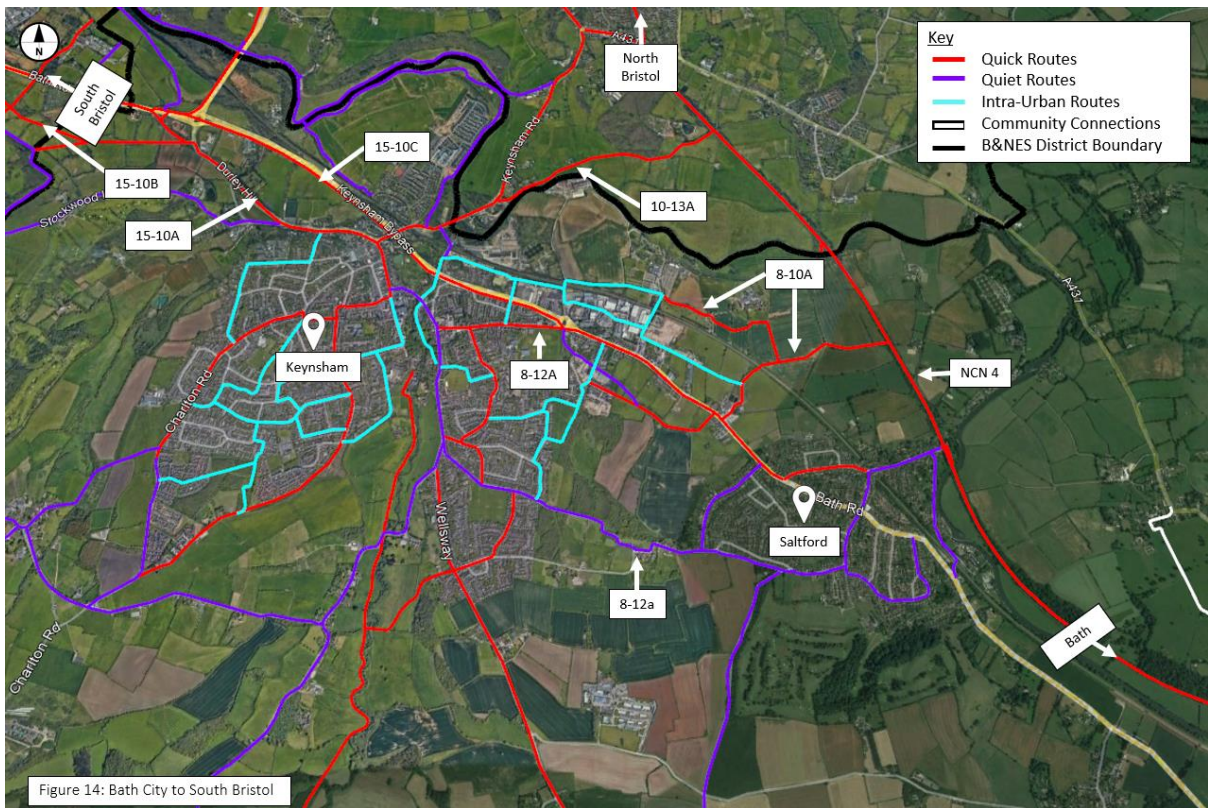 N
A431
North
Bristol
Key
Quick Routes
Quiet Routes
Intra-Urban Routes
Community Connections
B&NES District Boundary
South
Bristol
15-10C
Keynsham Rd
15-10B
Durley Hill
Keynsham Bypass
10-13A
Stockwood
15-10A
8-10A
A431
Keynsham
8-12A
NCN 4
Charlton Rd
Wellsway
Bath Rd
Saltford
8-12a
Charlton Rd
Bath
Figure 14: Bath City to South Bristol